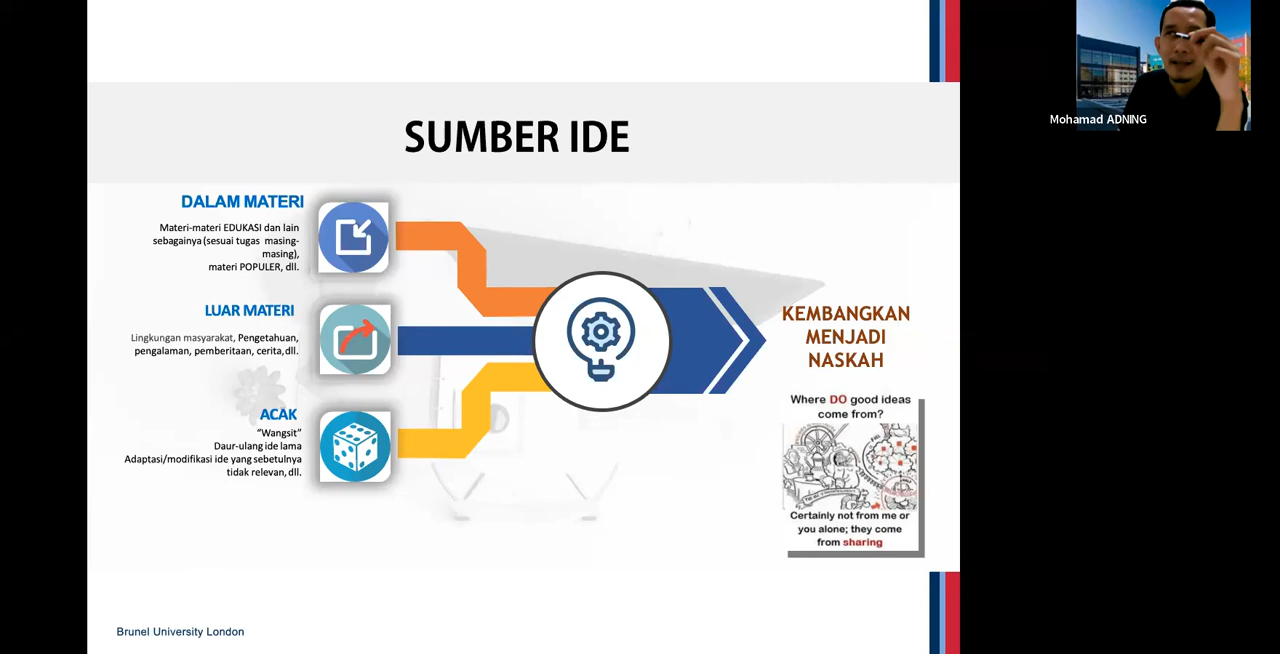 SUMBER IDE
DALAM MATERI
Materi-materi EDUKASI dan lain
sebagainya (sesuai tugas masing-
masing),
materi POPULER, dll.
LUAR MATERI
Lingkungan masyarakat, Pengetahuan,
pengalaman, pemberitaan, cerita, dll.
ACAK
“Wangsit”
Daur-ulang ide lama
Adaptasi/modifikasi ide yang sebetulnya
tidak relevan, dll.
KEMBANGKAN
MENJADI
NASKAH
Where DO good ideas
come from?
Certainly not from me or
you alone; they come
from sharing
Brunel University London
Mohamad ADNING